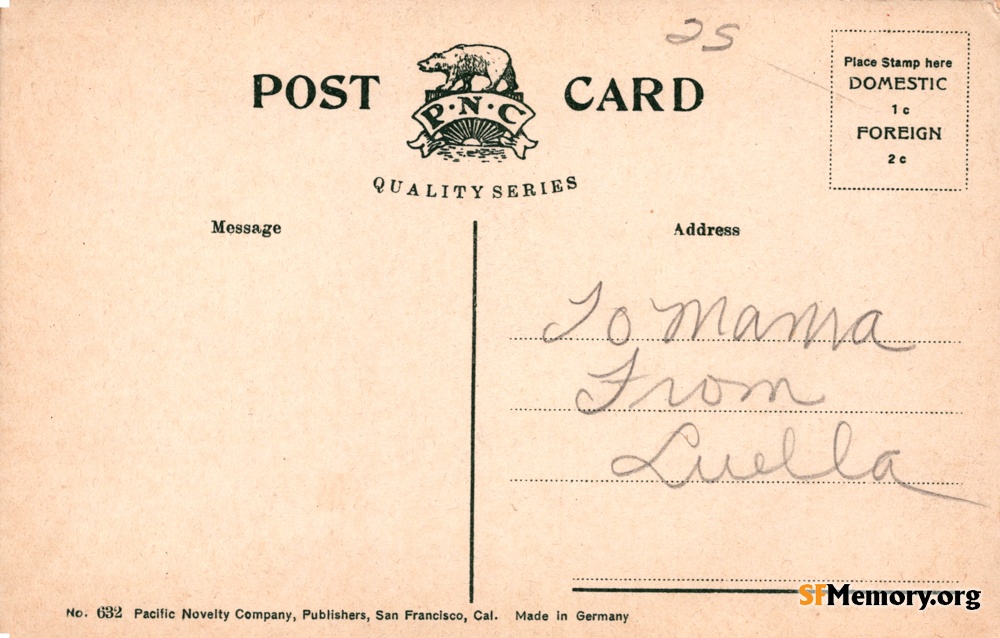 25
POST CARD
P·N·C
QUALITY SERIES
Place Stamp here
DOMESTIC
1c
FOREIGN
2c
Message
Address
To Mama
From
Luella
No. 632 Pacific Novelty Company, Publishers, San Francisco, Cal. Made in Germany
SFMemory.org